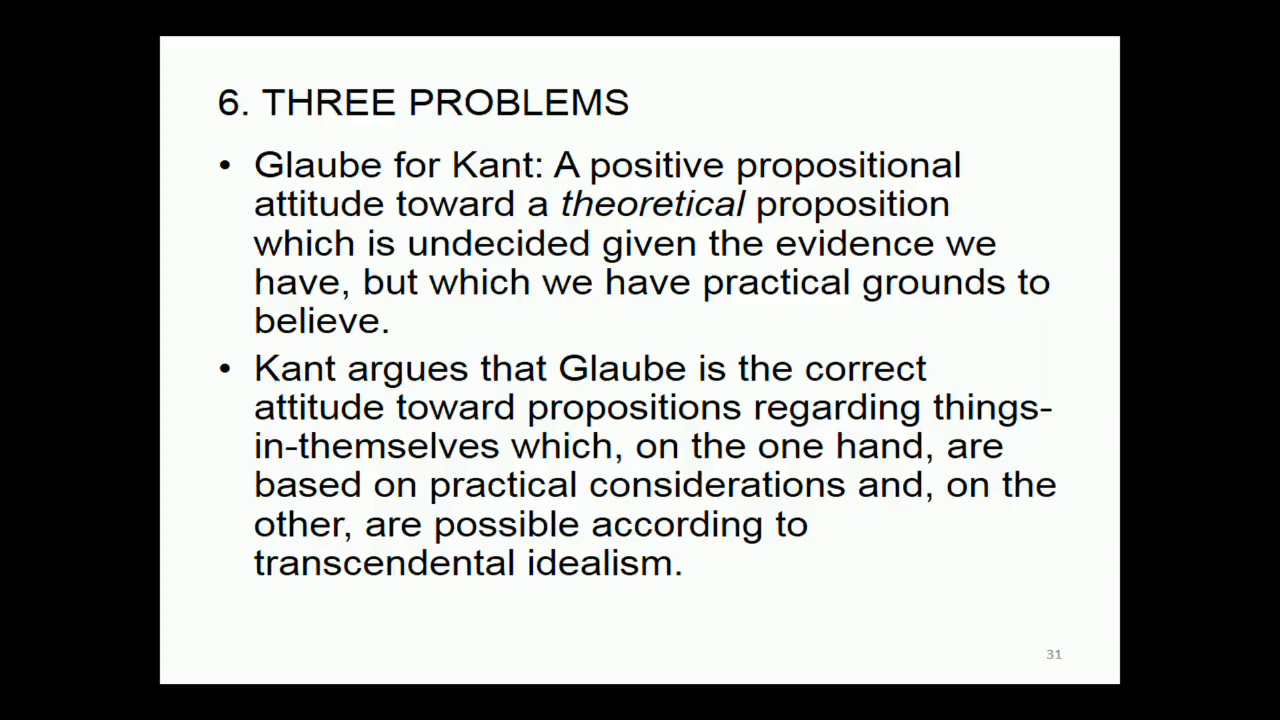 6. THREE PROBLEMS
• Glaube for Kant: A positive propositional
attitude toward a theoretical proposition
which is undecided given the evidence we
have, but which we have practical grounds to
believe.
• Kant argues that Glaube is the correct
attitude toward propositions regarding things-
in-themselves which, on the one hand, are
based on practical considerations and, on the
other, are possible according to
transcendental idealism.
31